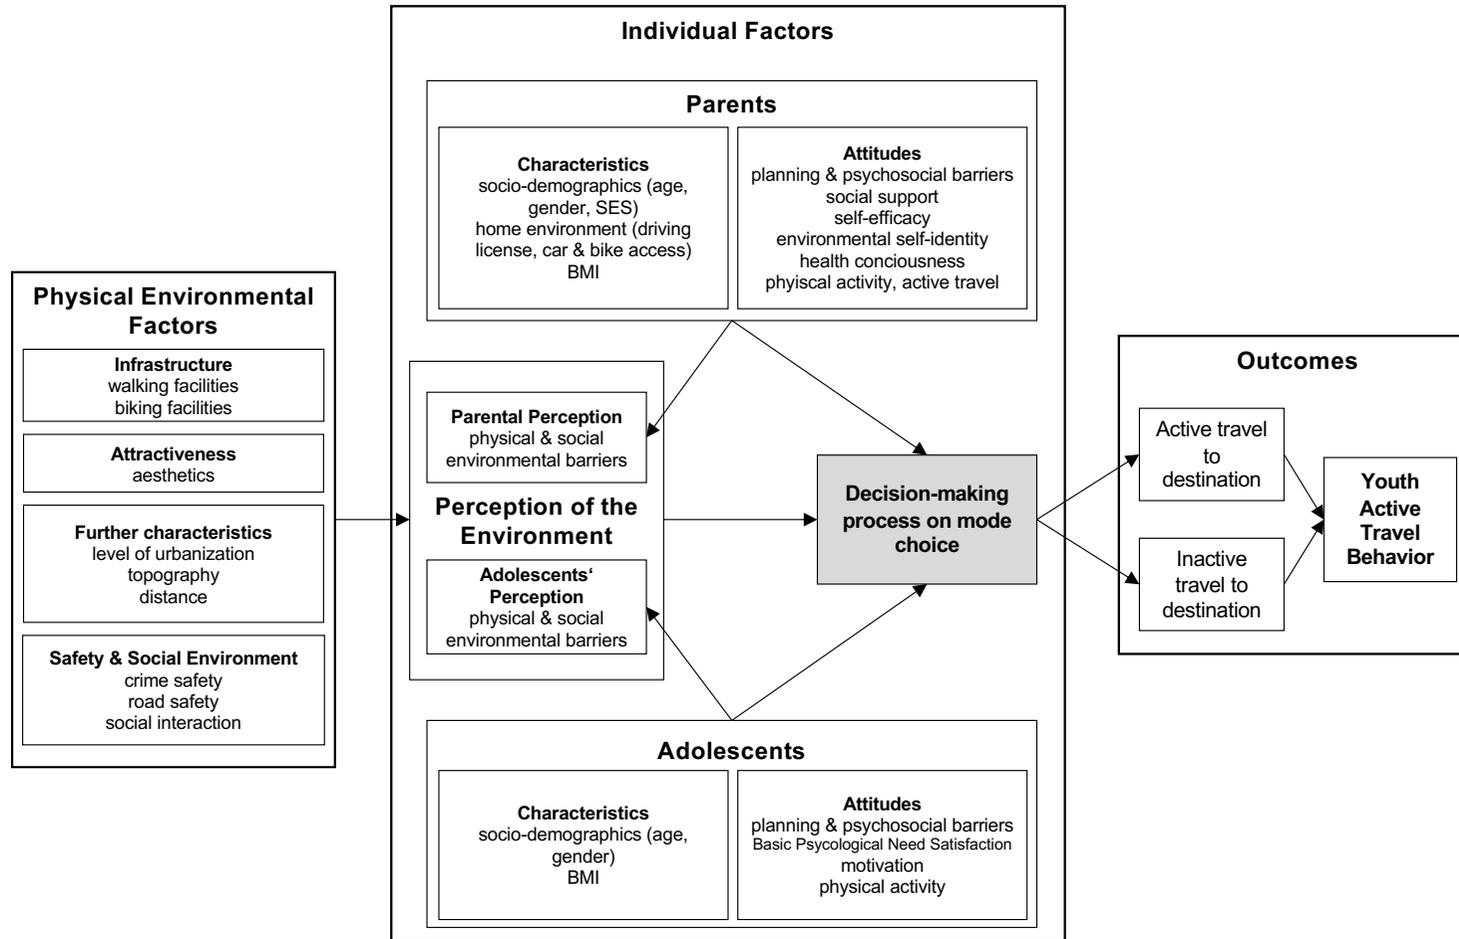 Individual Factors
Parents
Characteristics
socio-demographics (age,
gender, SES)
home environment (driving
license, car & bike access)
BMI
Attitudes
planning & psychosocial barriers
social support
self-efficacy
environmental self-identity
health conciousness
phyiscal activity, active travel
Physical Environmental
Factors
Infrastructure
walking facilities
biking facilities
Attractiveness
aesthetics
Further characteristics
level of urbanization
topography
distance
Safety & Social Environment
crime safety
road safety
social interaction
Parental Perception
physical & social
environmental barriers
Perception of the
Environment
Adolescents‘
Perception
physical & social
environmental barriers
Decision-making
process on mode
choice
Outcomes
Active travel
to
destination
Inactive
travel to
destination
Youth
Active
Travel
Behavior
Adolescents
Characteristics
socio-demographics (age,
gender)
BMI
Attitudes
planning & psychosocial barriers
Basic Psycological Need Satisfaction
motivation
physical activity